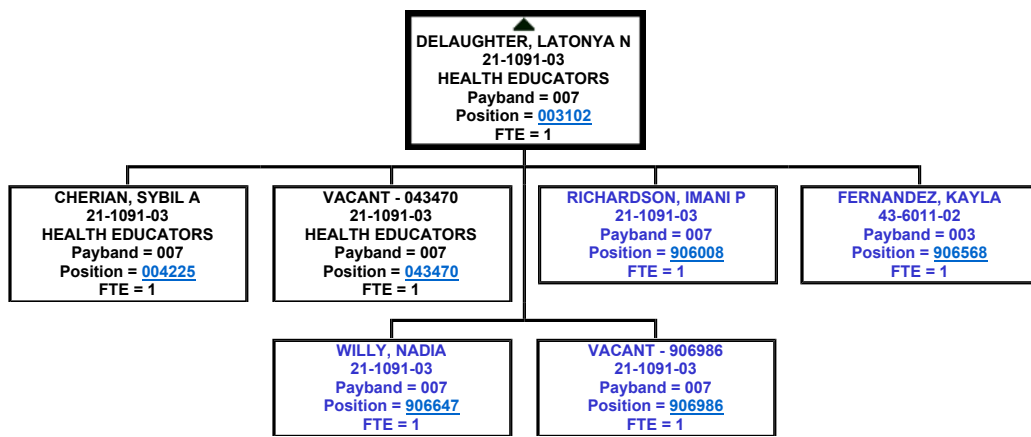 DELAUGHTER, LATONYA N
21-1091-03
HEALTH EDUCATORS
Payband = 007
Position = 003102
FTE = 1
CHERIAN, SYBIL A
21-1091-03
HEALTH EDUCATORS
Payband = 007
Position = 004225
FTE = 1
VACANT - 043470
21-1091-03
HEALTH EDUCATORS
Payband = 007
Position = 043470
FTE = 1
RICHARDSON, IMANI P
21-1091-03
Payband = 007
Position = 906008
FTE = 1
FERNANDEZ, KAYLA
43-6011-02
Payband = 003
Position = 906568
FTE = 1
WILLY, NADIA
21-1091-03
Payband = 007
Position = 906647
FTE = 1
VACANT - 906986
21-1091-03
Payband = 007
Position = 906986
FTE = 1